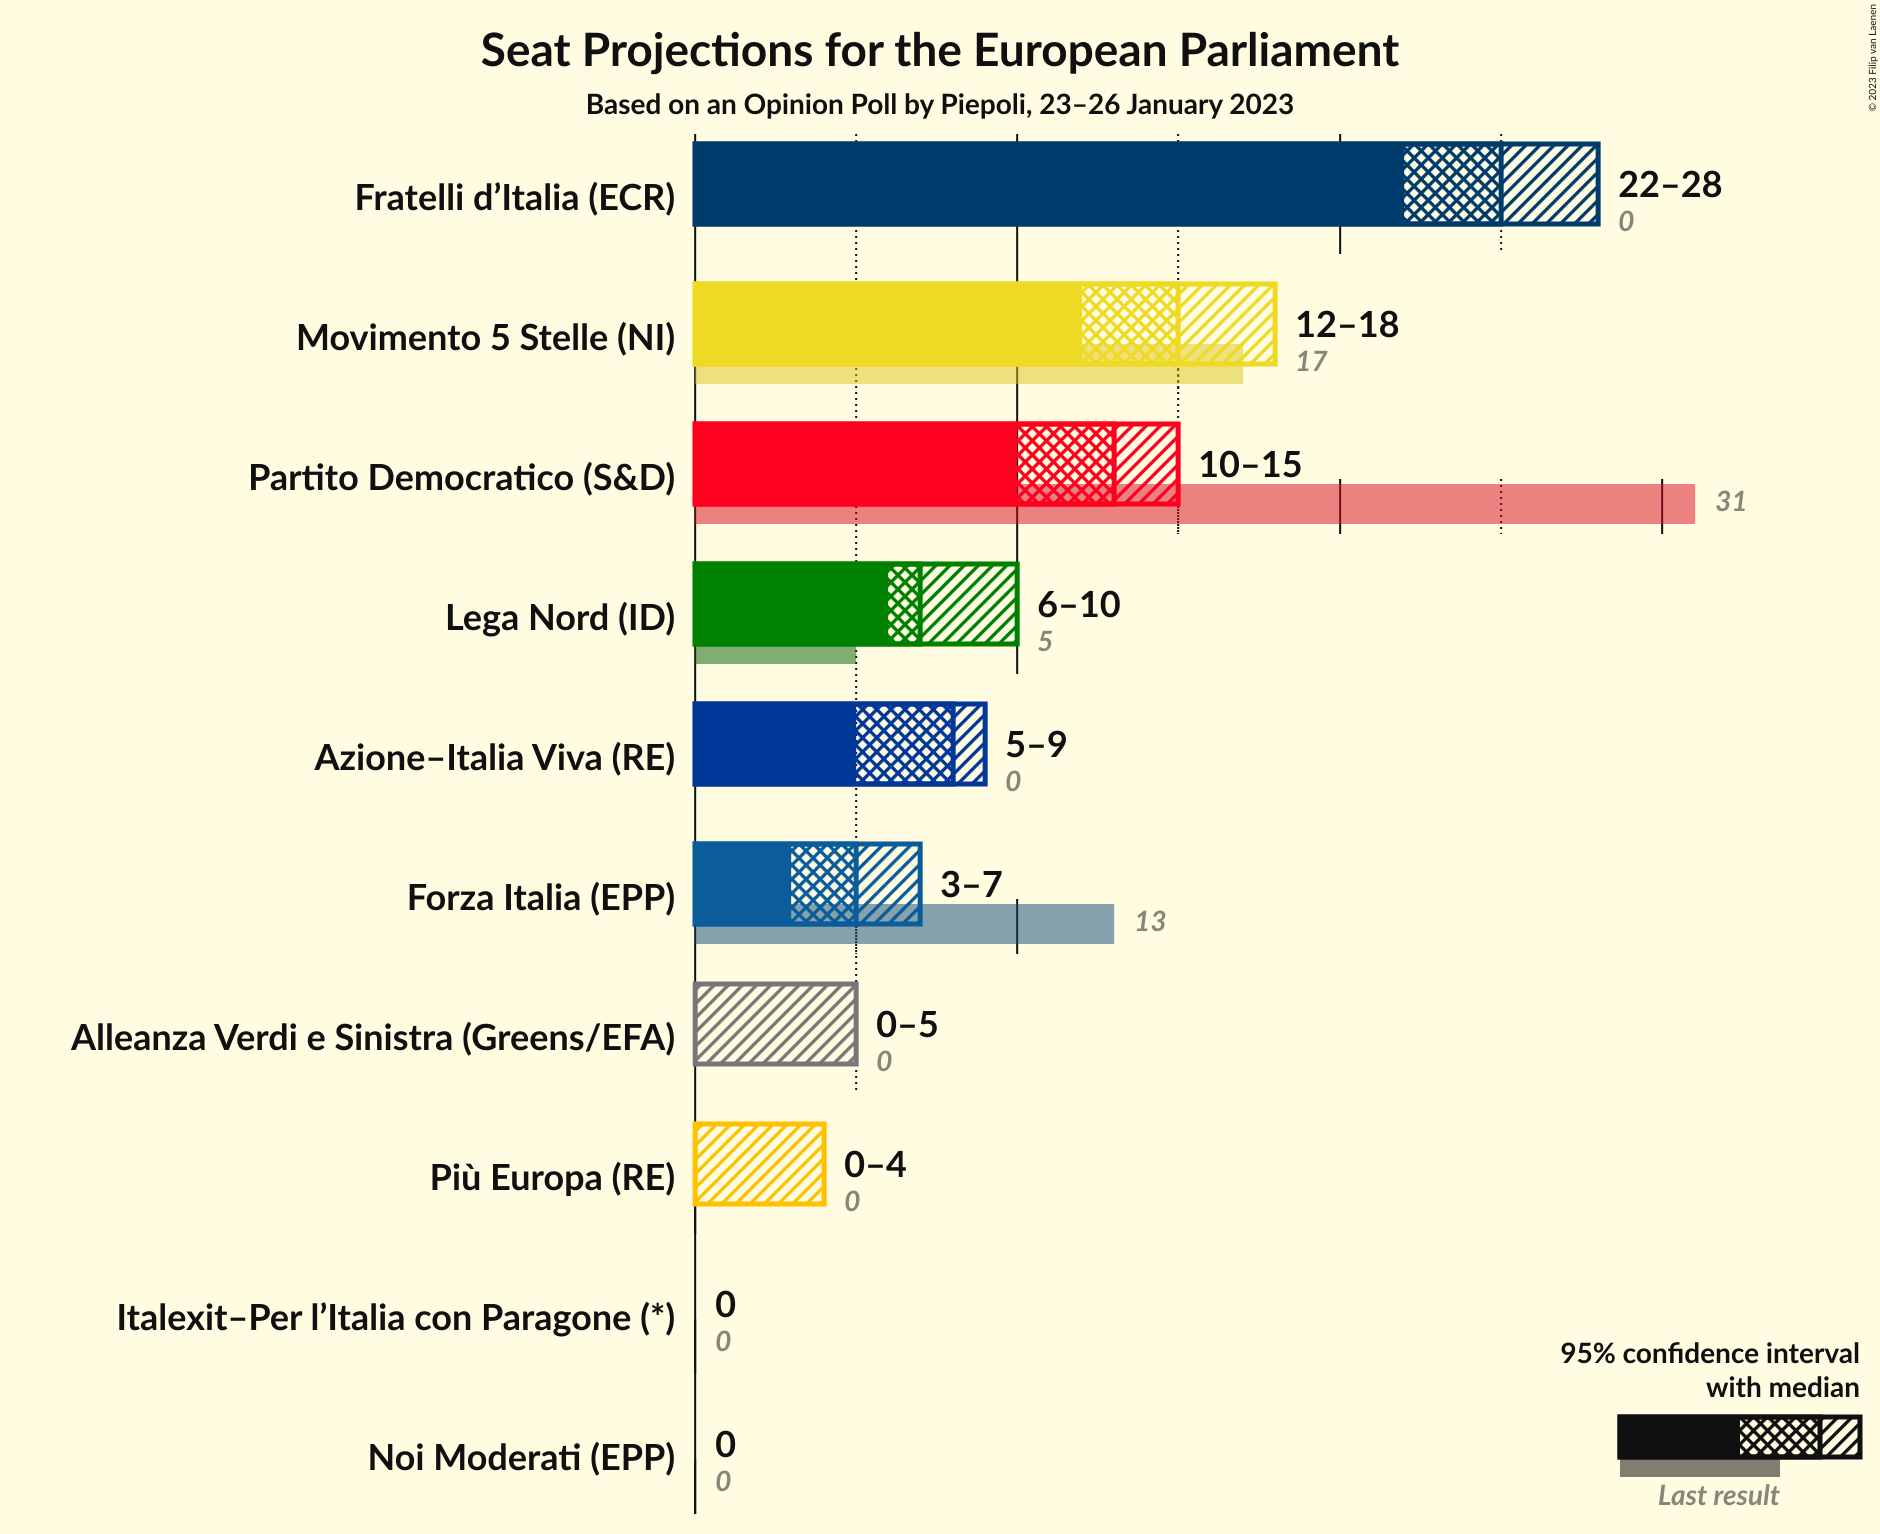 Seat Projections for the European Parliament
Based on an Opinion Poll by Piepoli, 23–26 January 2023
© 2023 Filip van Laenen
Fratelli d’Italia (ECR)
22–28
0
Movimento 5 Stelle (NI)
12–18
17
Partito Democratico (S&D)
10–15
31
Lega Nord (ID)
6–10
5
Azione–Italia Viva (RE)
5–9
0
Forza Italia (EPP)
3–7
13
Alleanza Verdi e Sinistra (Greens/EFA)
0–5
0
Più Europa (RE)
0–4
0
Italexit–Per l’Italia con Paragone (*)
0
0
Noi Moderati (EPP)
0
0
95% confidence interval
with median
Last result